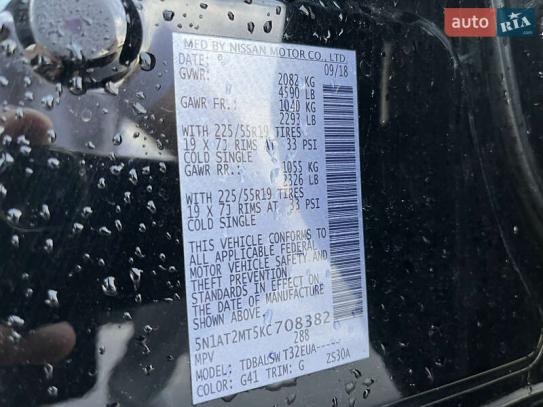 auto RIA.com
MFD BY NISSAN MOTOR CO., LTD.
DATE: 09/18
GVWR: 2082 KG
4590 LB
GAWR FR.: 1040 KG
2293 LB
WITH 225/55R19 TIRES
19 X 7J RIMS AT 33 PSI
COLD SINGLE
GAWR RR.: 1055 KG
2326 LB
WITH 225/55R19 TIRES
19 X 7J RIMS AT 33 PSI
COLD SINGLE
THIS VEHICLE CONFORMS TO
ALL APPLICABLE FEDERAL
MOTOR VEHICLE SAFETY AND
THEFT PREVENTION
STANDARDS IN EFFECT ON
THE DATE OF MANUFACTURE
SHOWN ABOVE.
5N1AT2MT5KC708382
MPV 288
MODEL:
COLOR: G41 TRIM: G ZS30A